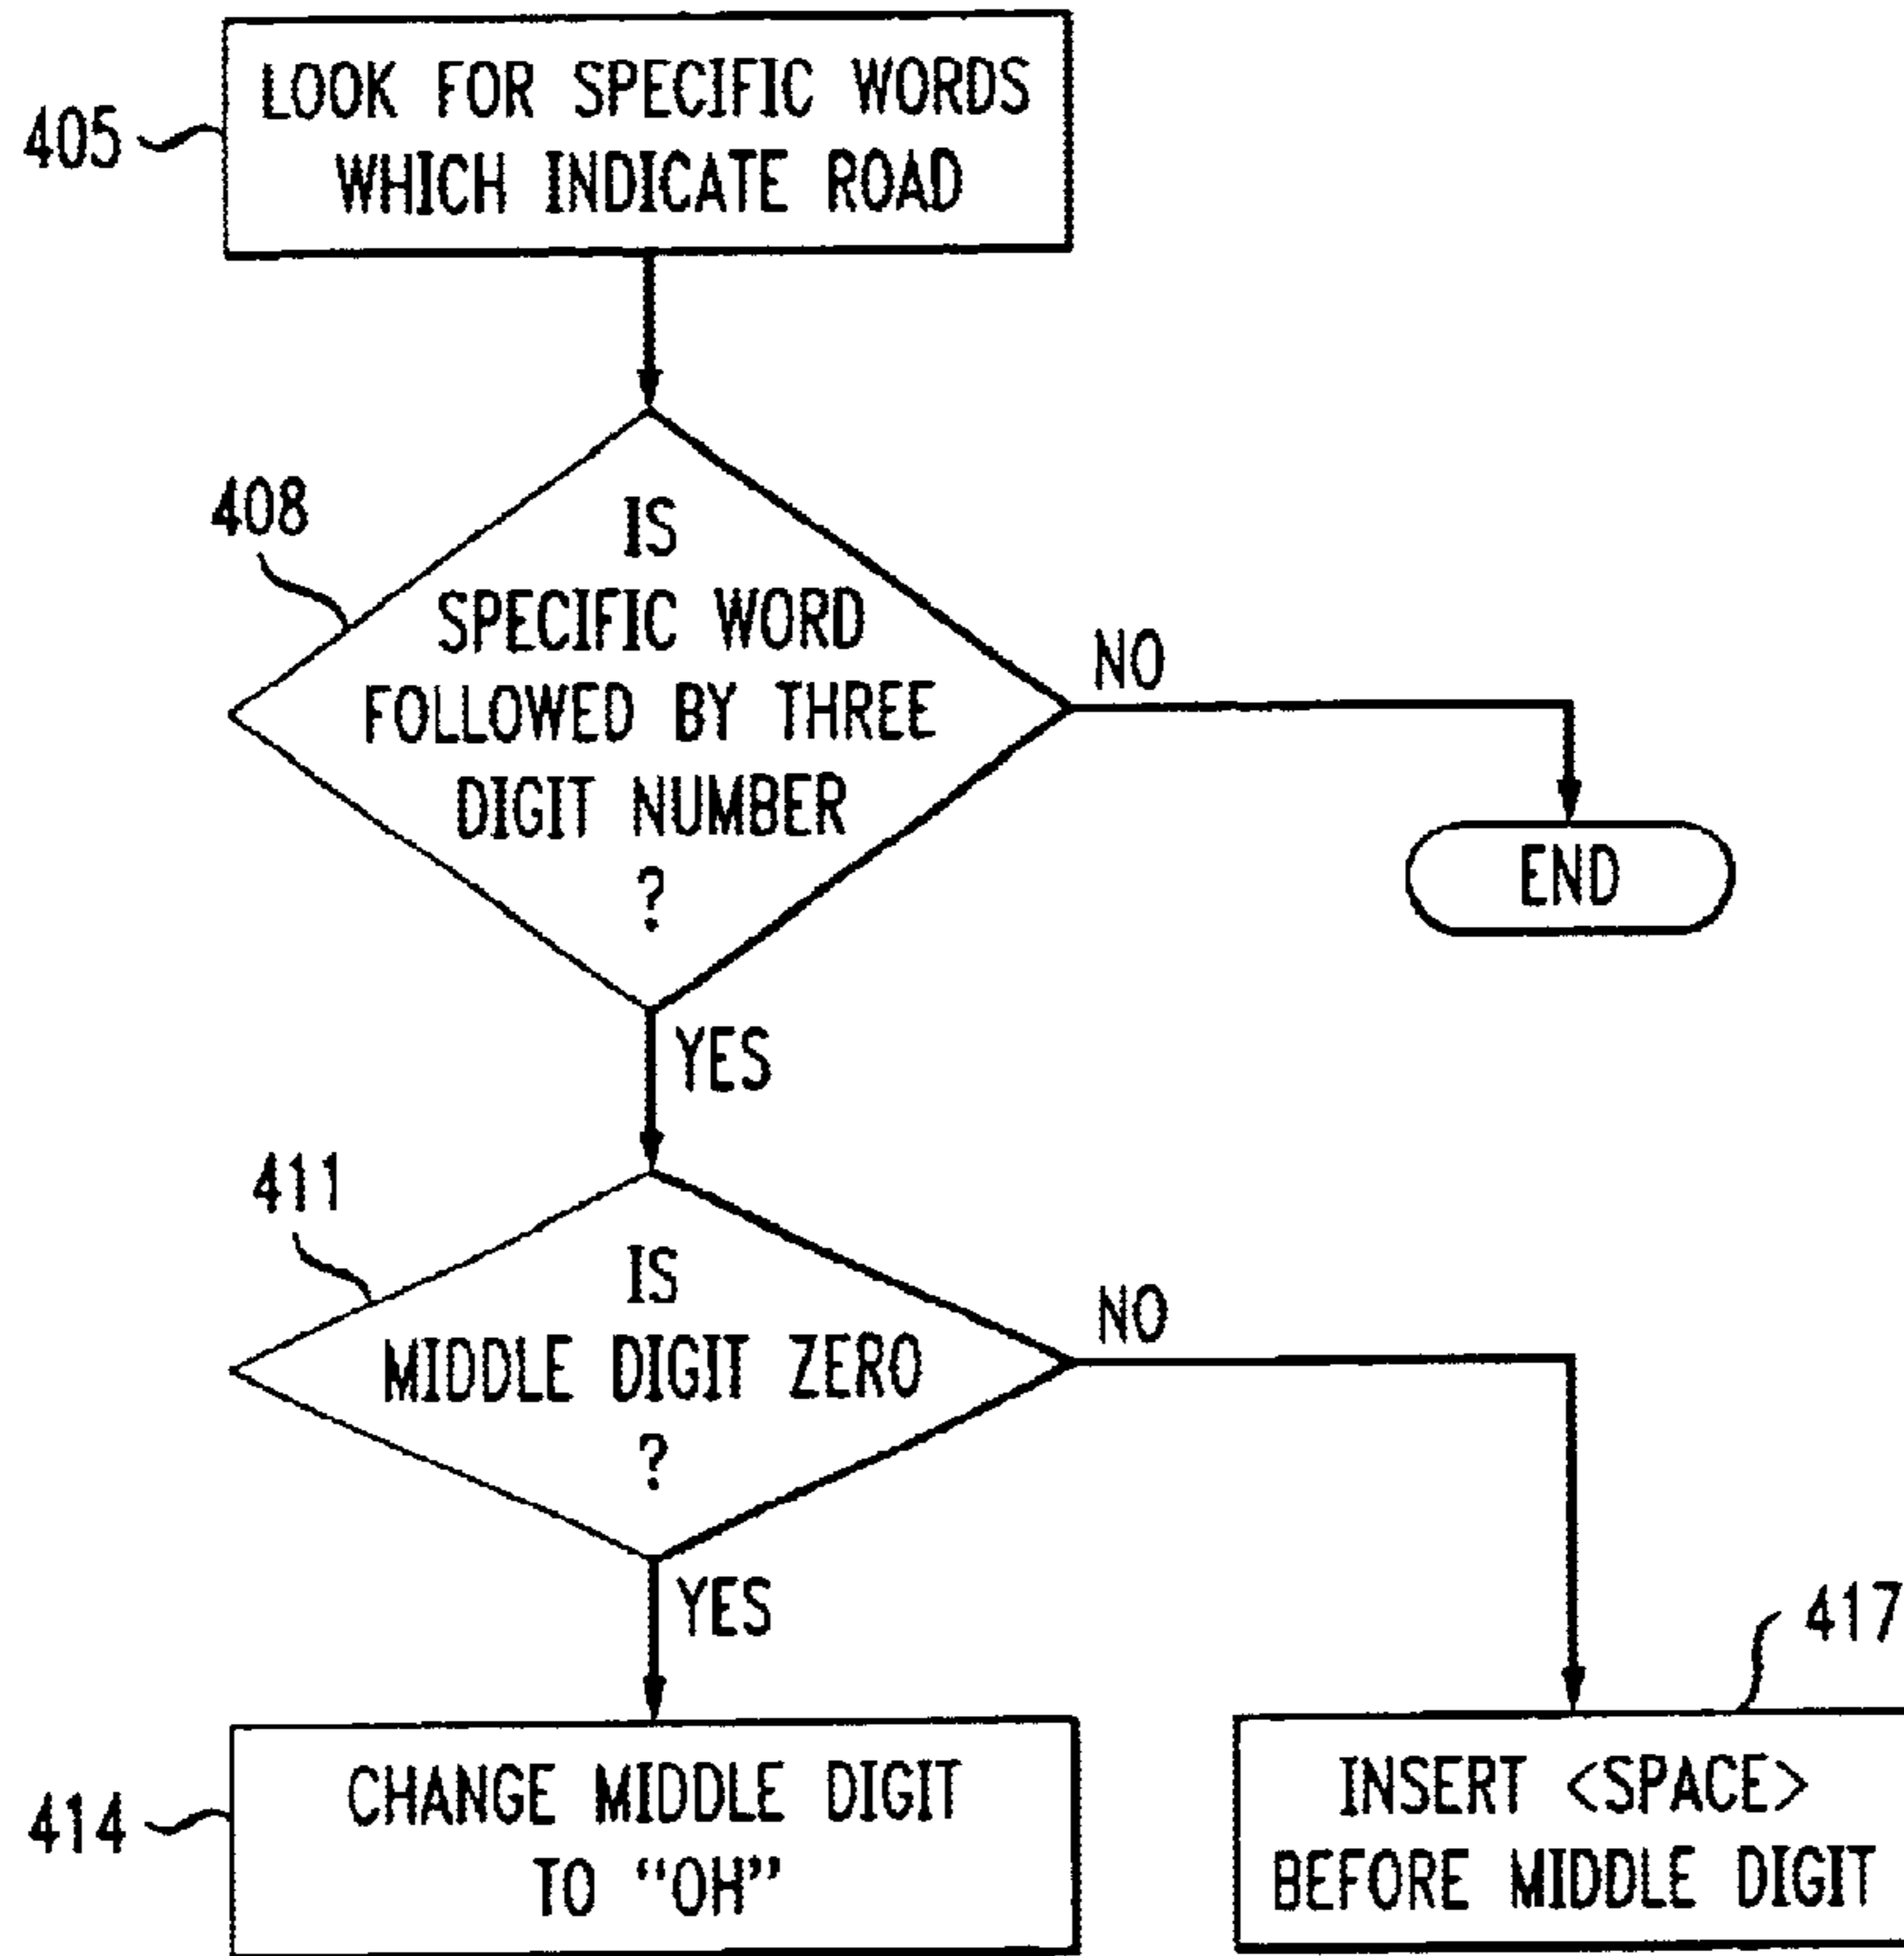 405
LOOK FOR SPECIFIC WORDS
WHICH INDICATE ROAD
408
IS
SPECIFIC WORD
FOLLOWED BY THREE
DIGIT NUMBER
?
NO
END
YES
411
IS
MIDDLE DIGIT ZERO
?
NO
YES
414
CHANGE MIDDLE DIGIT
TO “OH”
417
INSERT <SPACE>
BEFORE MIDDLE DIGIT